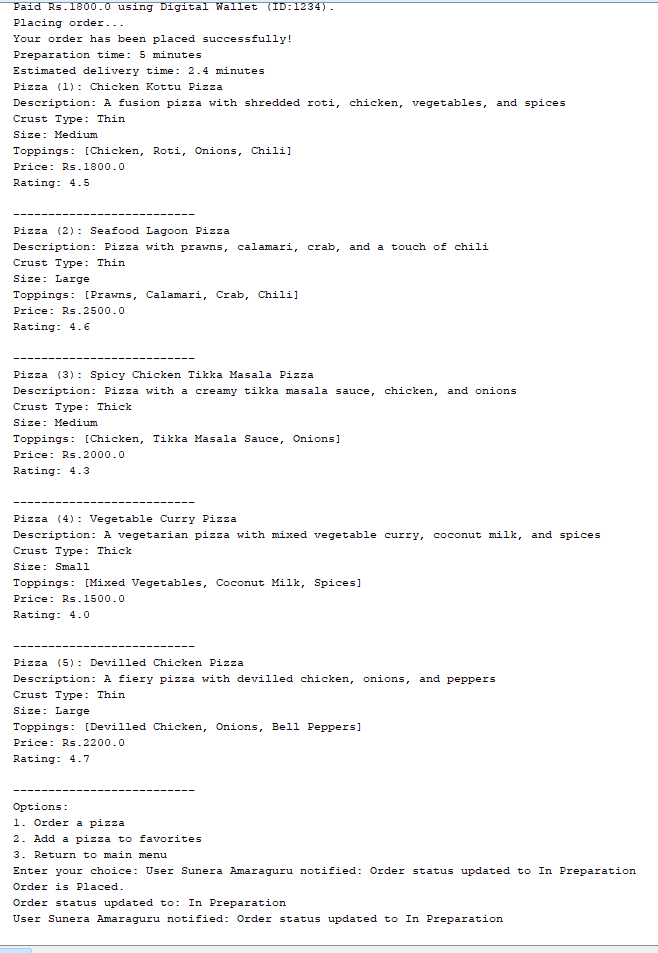 Paid Rs.1800.0 using Digital Wallet (ID:1234).
Placing order...
Your order has been placed successfully!
Preparation time: 5 minutes
Estimated delivery time: 2.4 minutes
Pizza (1): Chicken Kottu Pizza
Description: A fusion pizza with shredded roti, chicken, vegetables, and spices
Crust Type: Thin
Size: Medium
Toppings: [Chicken, Roti, Onions, Chili]
Price: Rs.1800.0
Rating: 4.5
--------------------------
Pizza (2): Seafood Lagoon Pizza
Description: Pizza with prawns, calamari, crab, and a touch of chili
Crust Type: Thin
Size: Large
Toppings: [Prawns, Calamari, Crab, Chili]
Price: Rs.2500.0
Rating: 4.6
--------------------------
Pizza (3): Spicy Chicken Tikka Masala Pizza
Description: Pizza with a creamy tikka masala sauce, chicken, and onions
Crust Type: Thick
Size: Medium
Toppings: [Chicken, Tikka Masala Sauce, Onions]
Price: Rs.2000.0
Rating: 4.3
--------------------------
Pizza (4): Vegetable Curry Pizza
Description: A vegetarian pizza with mixed vegetable curry, coconut milk, and spices
Crust Type: Thick
Size: Small
Toppings: [Mixed Vegetables, Coconut Milk, Spices]
Price: Rs.1500.0
Rating: 4.0
--------------------------
Pizza (5): Devilled Chicken Pizza
Description: A fiery pizza with devilled chicken, onions, and peppers
Crust Type: Thin
Size: Large
Toppings: [Devilled Chicken, Onions, Bell Peppers]
Price: Rs.2200.0
Rating: 4.7
--------------------------
Options:
1. Order a pizza
2. Add a pizza to favorites
3. Return to main menu
Enter your choice: User Sunera Amaraguru notified: Order status updated to In Preparation
Order is Placed.
Order status updated to: In Preparation
User Sunera Amaraguru notified: Order status updated to In Preparation